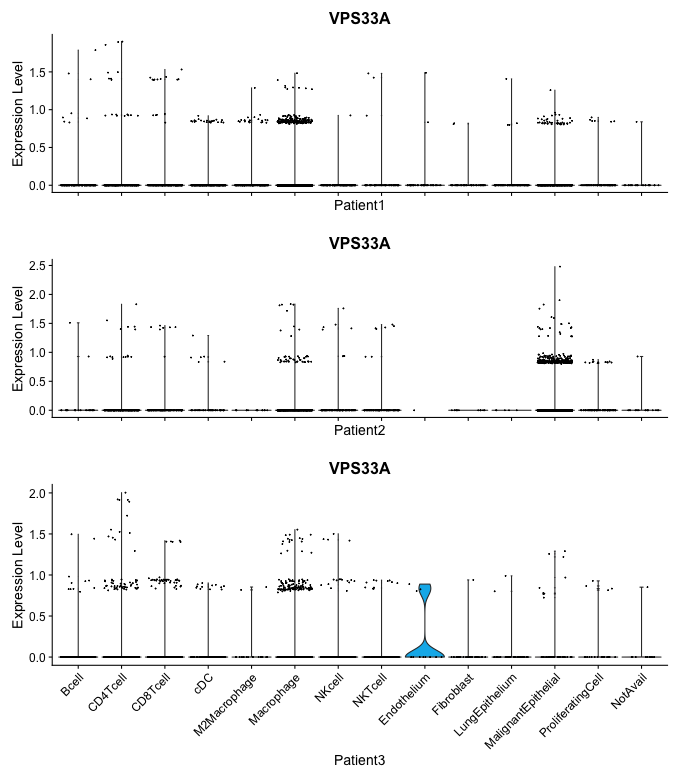 VPS33A
Expression Level
1.5
1.0
0.5
0.0
Patient1
VPS33A
Expression Level
2.5
2.0
1.5
1.0
0.5
0.0
Patient2
VPS33A
Expression Level
2.0
1.5
1.0
0.5
0.0
Bcell
CD4Tcell
CD8Tcell
cDC
M2Macrophage
Macrophage
NKcell
NKTcell
Endothelium
Fibroblast
LungEpithelium
MalignantEpithelial
ProliferatingCell
NotAvail
Patient3